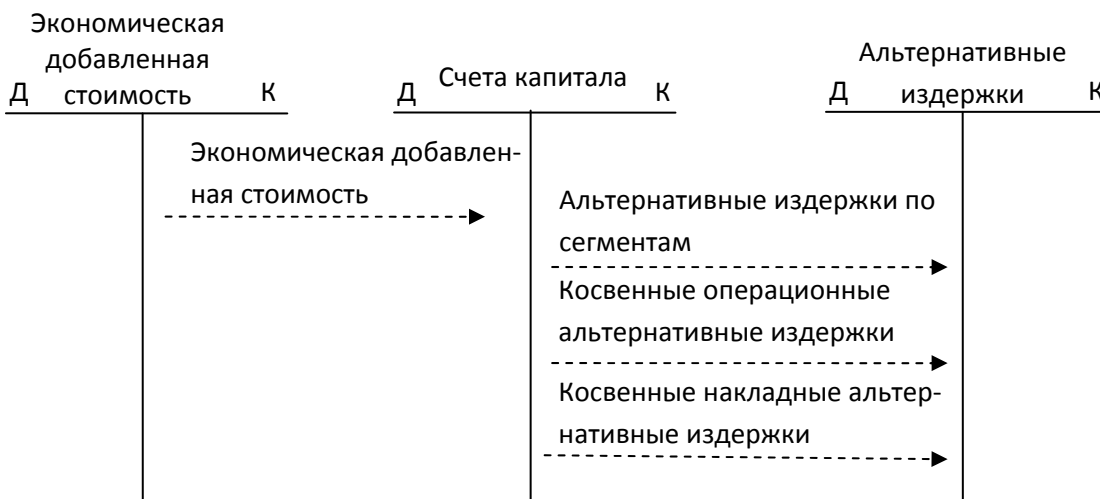 Экономическая
добавленная
Д стоимость К
Д Счета капитала К
Альтернативные
Д издержки К
Экономическая добавлен-
ная стоимость
Альтернативные издержки по
сегментам
Косвенные операционные
альтернативные издержки
Косвенные накладные альтер-
нативные издержки